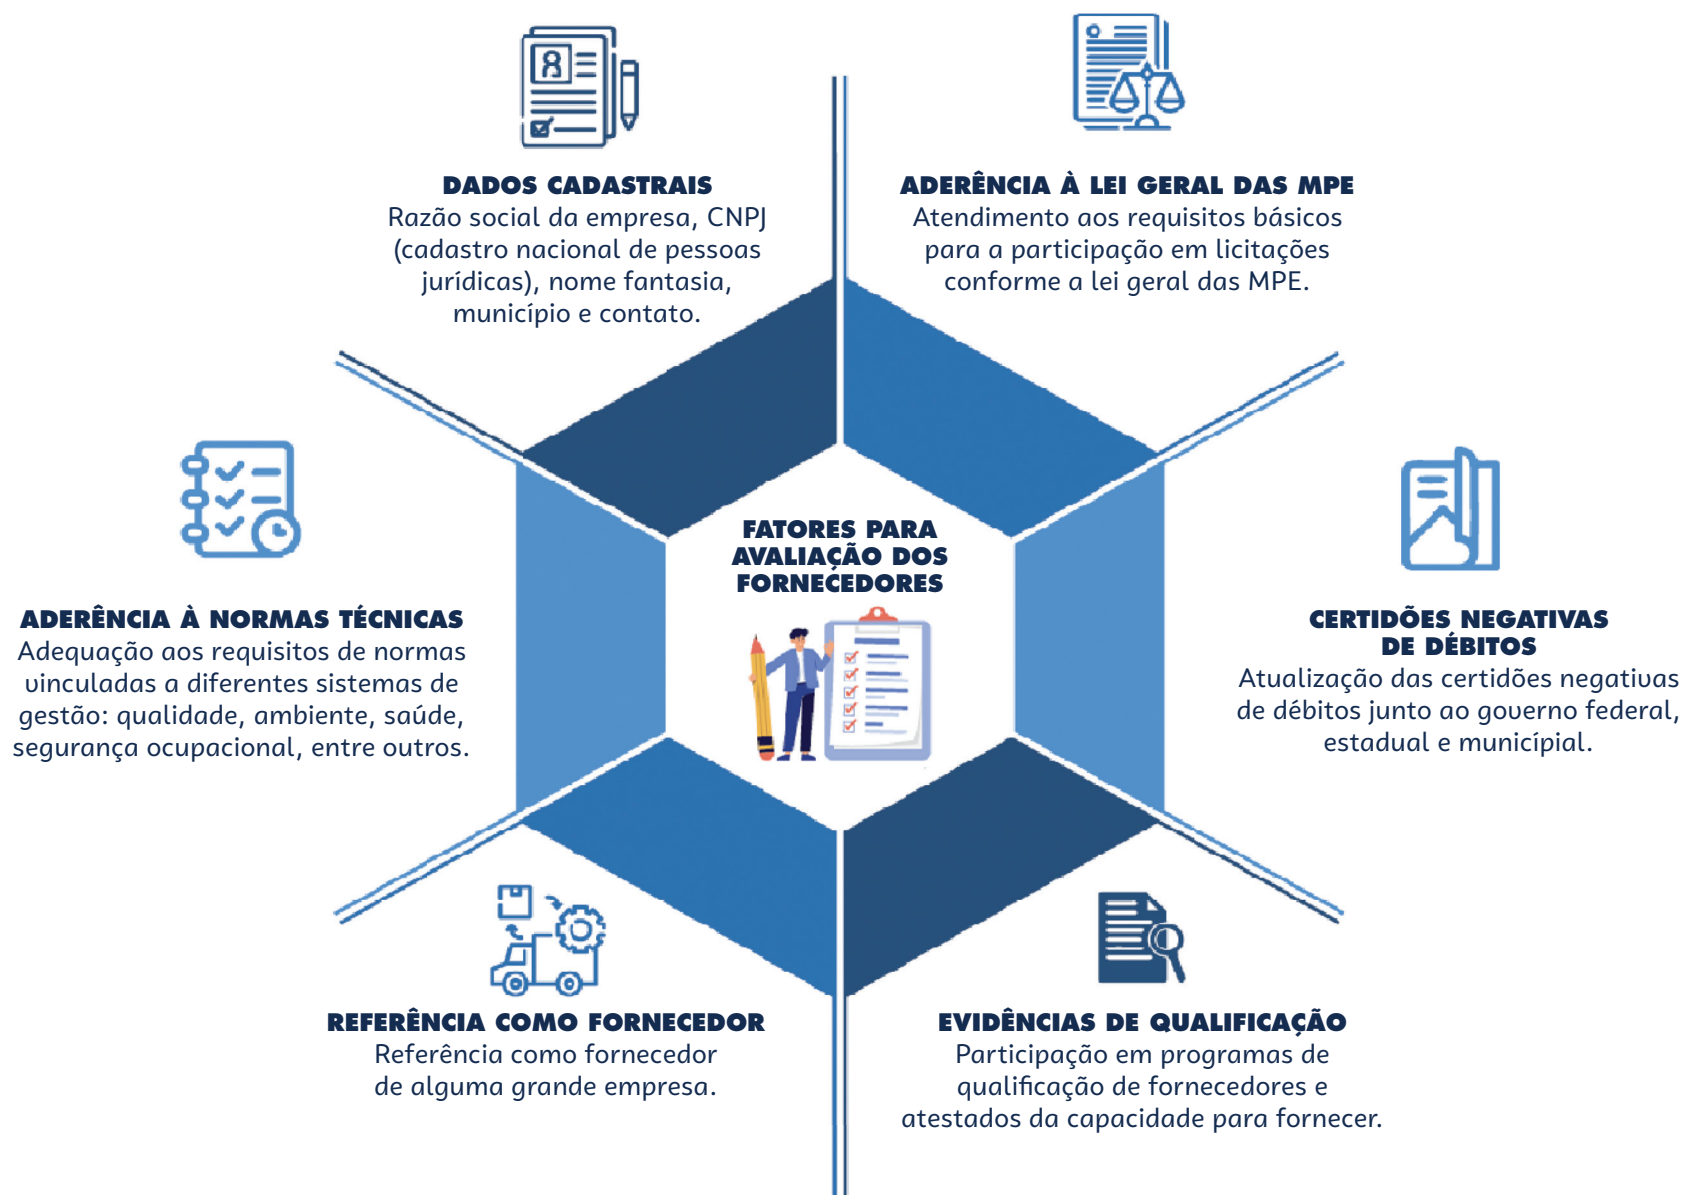 DADOS CADASTRAIS
Razão social da empresa, CNPJ
(cadastro nacional de pessoas
jurídicas), nome fantasia,
município e contato.
ADERÊNCIA À LEI GERAL DAS MPE
Atendimento aos requisitos básicos
para a participação em licitações
conforme a lei geral das MPE.
FATORES PARA
AVALIAÇÃO DOS
FORNECEDORES
ADERÊNCIA À NORMAS TÉCNICAS
Adequação aos requisitos de normas
vinculadas a diferentes sistemas de
gestão: qualidade, ambiente, saúde,
segurança ocupacional, entre outros.
CERTIDÕES NEGATIVAS
DE DÉBITOS
Atualização das certidões negativas
de débitos junto ao governo federal,
estadual e municípial.
REFERÊNCIA COMO FORNECEDOR
Referência como fornecedor
de alguma grande empresa.
EVIDÊNCIAS DE QUALIFICAÇÃO
Participação em programas de
qualificação de fornecedores e
atestados da capacidade para fornecer.